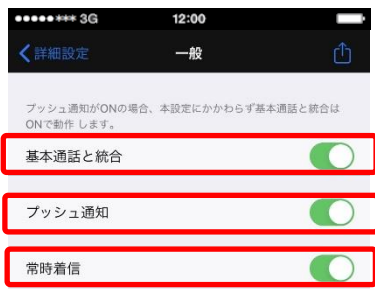 ●●●●●*** 3G 12:00
詳細設定 一般
プッシュ通知がONの場合、本設定にかかわらず基本通話と統合は
ONで動作します。
基本通話と統合
プッシュ通知
常時着信